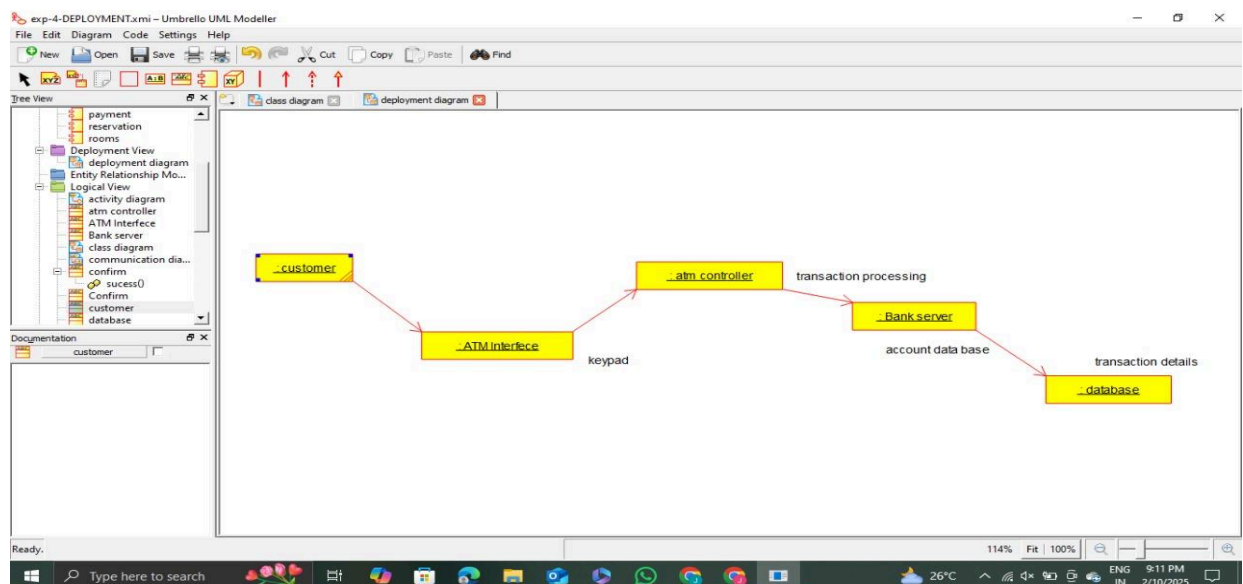 exp-4-DEPLOYMENT.xmi – Umbrello UML Modeller
File Edit Diagram Code Settings Help
New Open Save Cut Copy Paste Find
Tree View
class diagram
deployment diagram
payment
reservation
rooms
Deployment View
deployment diagram
Entity Relationship Mo...
Logical View
activity diagram
atm controller
ATM Interfece
Bank server
class diagram
communication dia...
confirm
sucess()
Confirm
customer
database
Documentation
customer
: customer
: ATM Interfece
keypad
: atm controller
transaction processing
: Bank server
account data base
transaction details
: database
Ready.
114% Fit 100%
Type here to search
26°C
ENG
IN
9:11 PM
2/10/2025